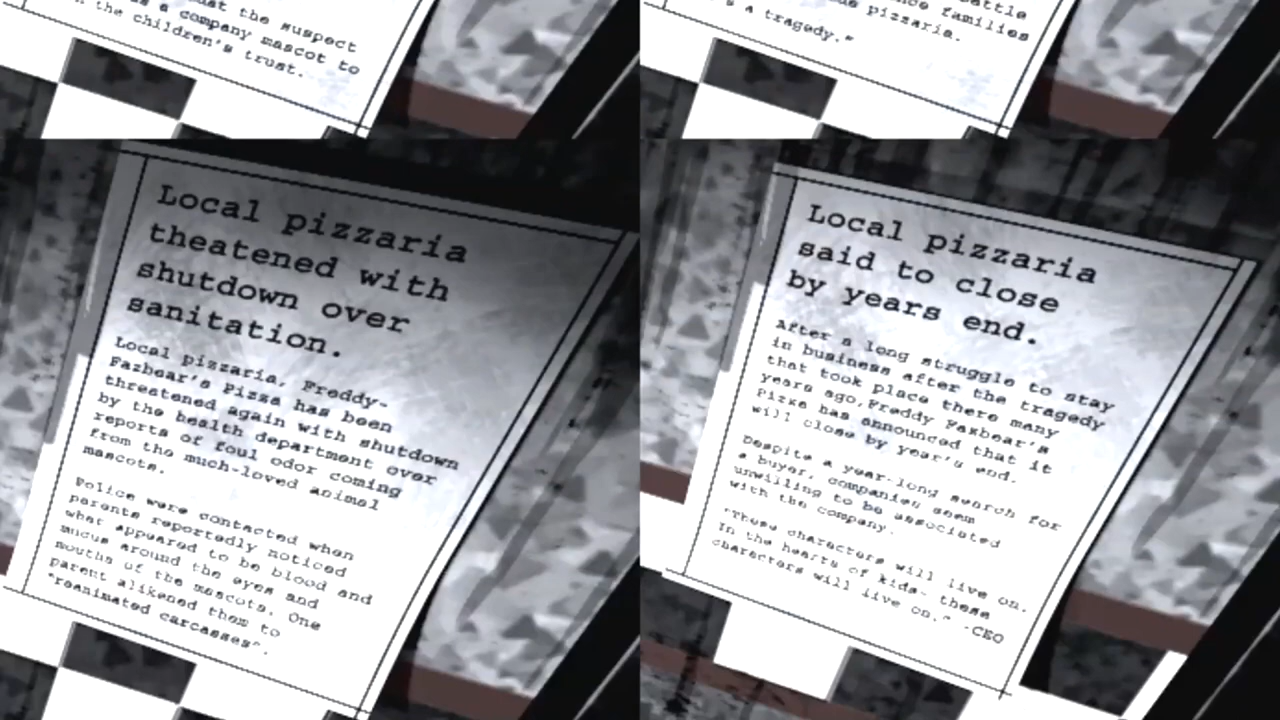 that the suspect
as a company mascot to
the children's trust.
families
pizzaria.
a tragedy."
Local pizzaria
theatened with
shutdown over
sanitation.
Local pizzaria, Freddy-
Fazbear's Pizza has been
threatened again with shutdown
by the health department over
reports of foul odor coming
from the much-loved animal
mascots.
Police were contacted when
parents reportedly noticed
what appeared to be blood and
mucus around the eyes and
mouths of the mascots. One
parent alikened them to
"reanimated carcasses".
Local pizzaria
said to close
by years end.
After a long struggle to stay
in business after the tragedy
that took place there many
years ago,Freddy Fazbear's
Pizza has announced that it
will close by year's end.
Despite a year-long search for
a buyer, companies seem
unwilling to be associated
with the company.
"These characters will live on.
In the hearts of kids- these
characters will live on." -CEO